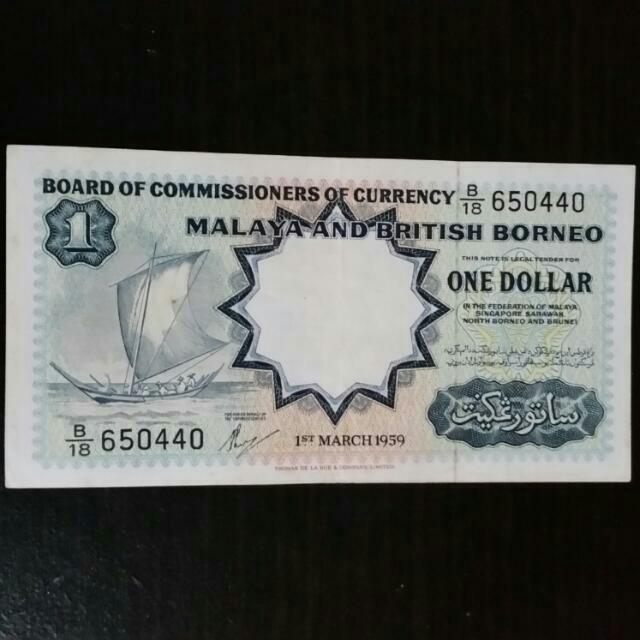 BOARD OF COMMISSIONERS OF CURRENCY B/18 650440
1 MALAYA AND BRITISH BORNEO
THIS NOTE IS LEGAL TENDER FOR
ONE DOLLAR
(IN THE FEDERATION OF MALAYA
SINGAPORE, SARAWAK,
NORTH BORNEO AND BRUNEI)
ساتو رڠݢيت
B/18 650440
1ST MARCH 1959
THOMAS DE LA RUE & COMPANY, LIMITED